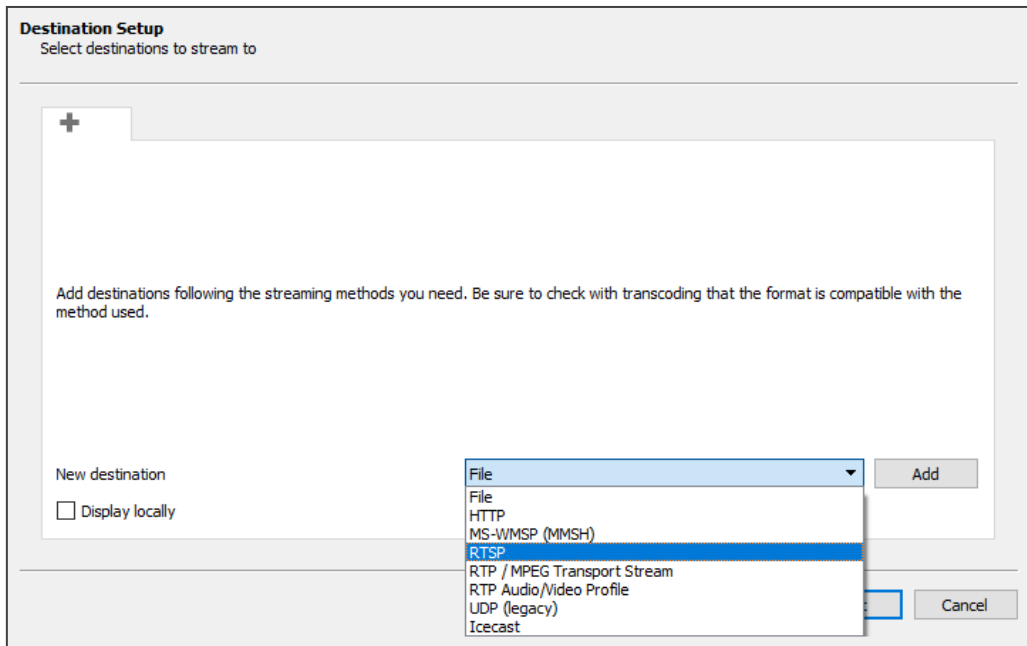 Destination Setup
Select destinations to stream to
Add destinations following the streaming methods you need. Be sure to check with transcoding that the format is compatible with the
method used.
New destination
File
Add
Display locally
File
HTTP
MS-WMSP (MMSH)
RTSP
RTP / MPEG Transport Stream
RTP Audio/Video Profile
UDP (legacy)
Icecast
Cancel